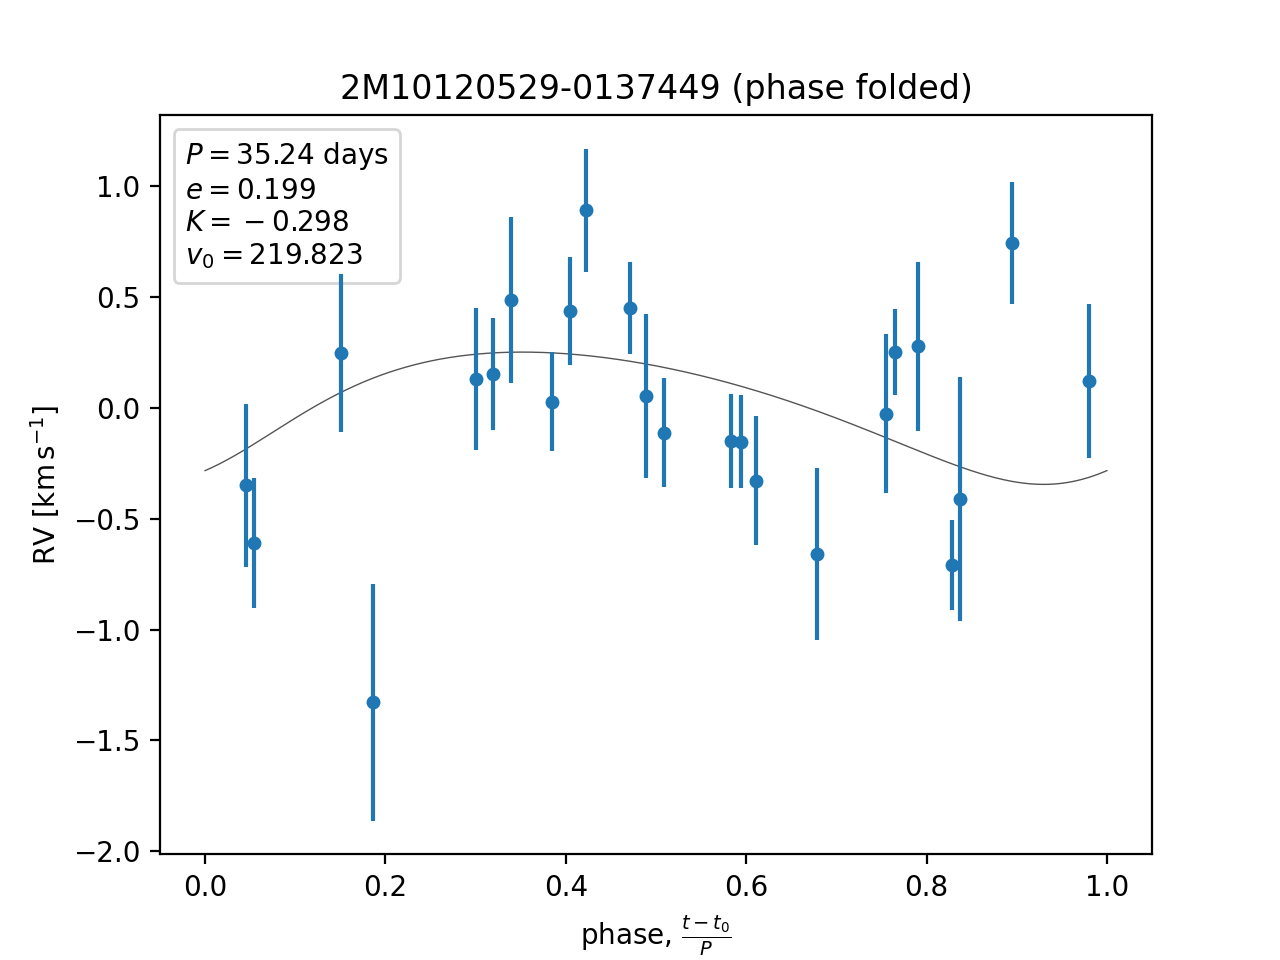 2M10120529-0137449 (phase folded)
P = 35.24 days
e = 0.199
K = −0.298
v₀ = 219.823
RV [km s⁻¹]
1.0
0.5
0.0
−0.5
−1.0
−1.5
−2.0
0.0 0.2 0.4 0.6 0.8 1.0
phase, (t − t₀)/P